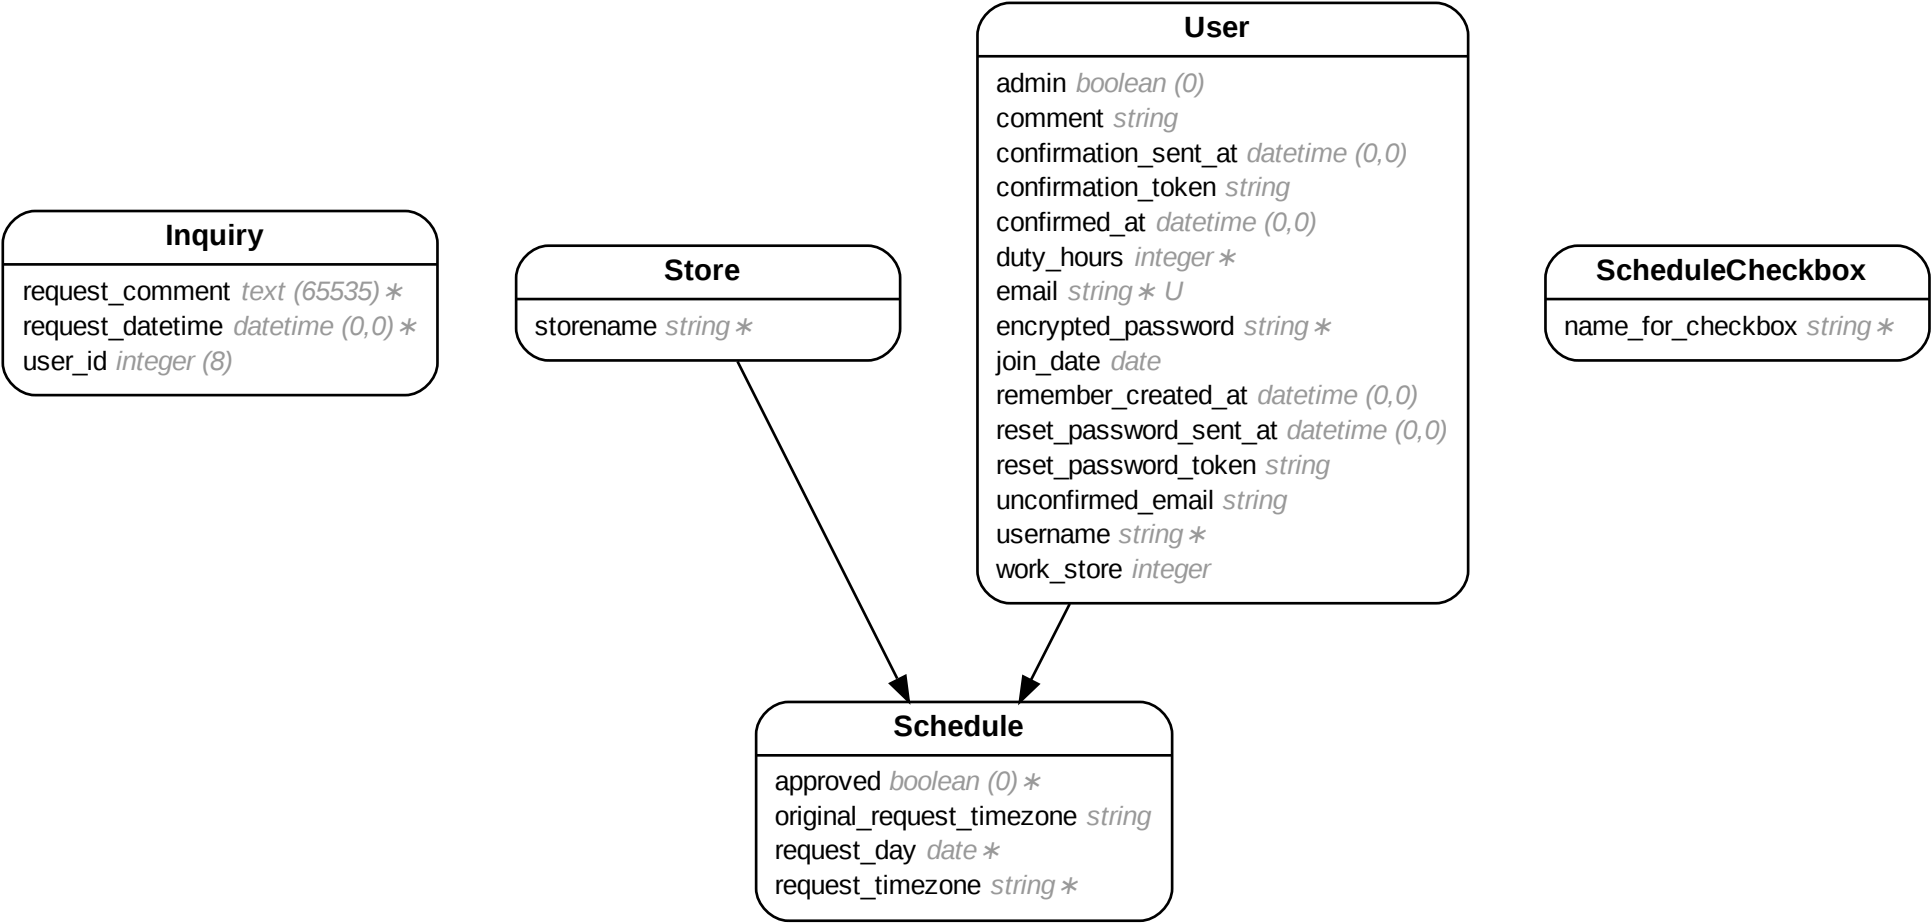 Inquiry
request_comment text (65535) ∗
request_datetime datetime (0,0) ∗
user_id integer (8)
Store
storename string ∗
User
admin boolean (0)
comment string
confirmation_sent_at datetime (0,0)
confirmation_token string
confirmed_at datetime (0,0)
duty_hours integer ∗
email string ∗ U
encrypted_password string ∗
join_date date
remember_created_at datetime (0,0)
reset_password_sent_at datetime (0,0)
reset_password_token string
unconfirmed_email string
username string ∗
work_store integer
ScheduleCheckbox
name_for_checkbox string ∗
Schedule
approved boolean (0) ∗
original_request_timezone string
request_day date ∗
request_timezone string ∗